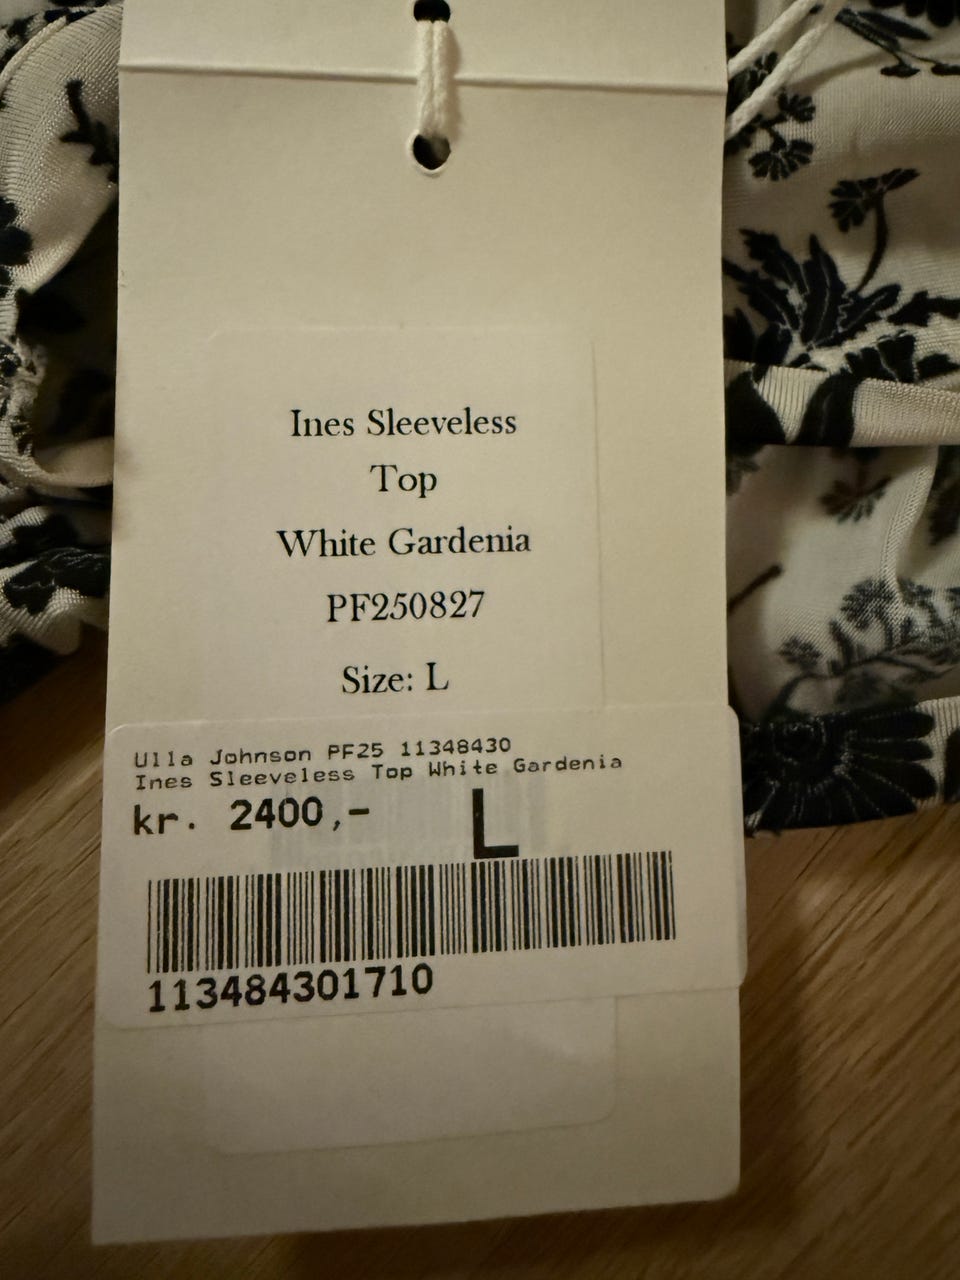 Ines Sleeveless
Top
White Gardenia
PF250827
Size: L
Ulla Johnson PF25 11348430
Ines Sleeveless Top White Gardenia
kr. 2400,- L
113484301710